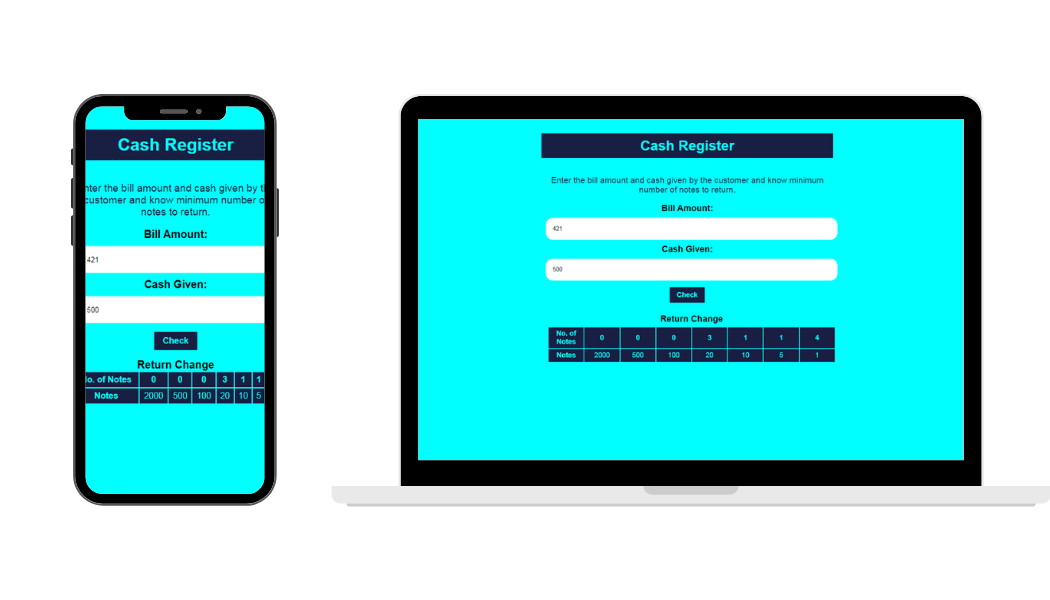 Cash Register
nter the bill amount and cash given by t
customer and know minimum number o
notes to return.
Bill Amount:
421
Cash Given:
500
Check
Return Change
lo. of Notes 0 0 0 3 1 1
Notes 2000 500 100 20 10 5
Cash Register
Enter the bill amount and cash given by the customer and know minimum
number of notes to return.
Bill Amount:
421
Cash Given:
500
Check
Return Change
No. of
Notes 0 0 0 3 1 1 4
Notes 2000 500 100 20 10 5 1